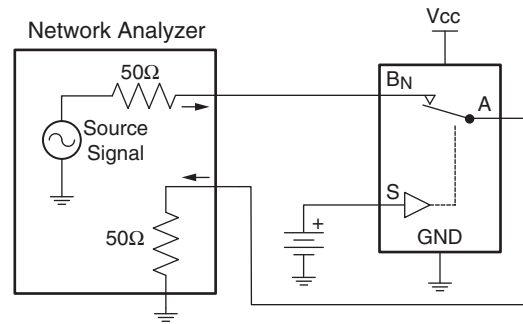 Network Analyzer
50Ω
Source
Signal
50Ω
Vcc
BN
A
S
+
GND